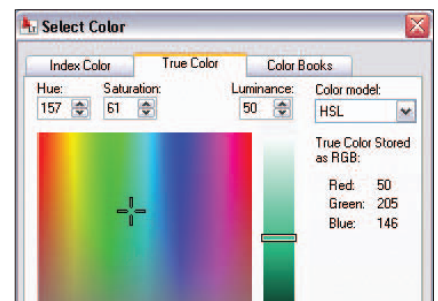 LT Select Color
Index Color True Color Color Books
Hue: Saturation: Luminance: Color model:
157 61 50 HSL
True Color Stored
as RGB:
Red: 50
Green: 205
Blue: 146